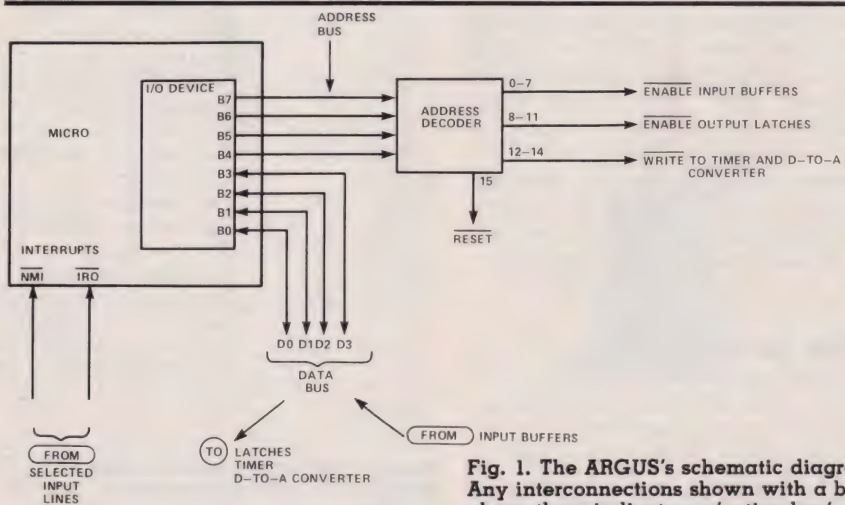 ADDRESS
BUS
I/O DEVICE
MICRO
B7
B6
B5
B4
B3
B2
B1
B0
ADDRESS
DECODER
0–7
ENABLE INPUT BUFFERS
8–11
ENABLE OUTPUT LATCHES
12–14
WRITE TO TIMER AND D–TO–A
CONVERTER
15
RESET
INTERRUPTS
NMI IRQ
D0 D1 D2 D3
DATA
BUS
FROM
SELECTED
INPUT
LINES
TO LATCHES
TIMER
D–TO–A CONVERTER
FROM INPUT BUFFERS
Fig. 1. The ARGUS's schematic
Any interconnections shown with a